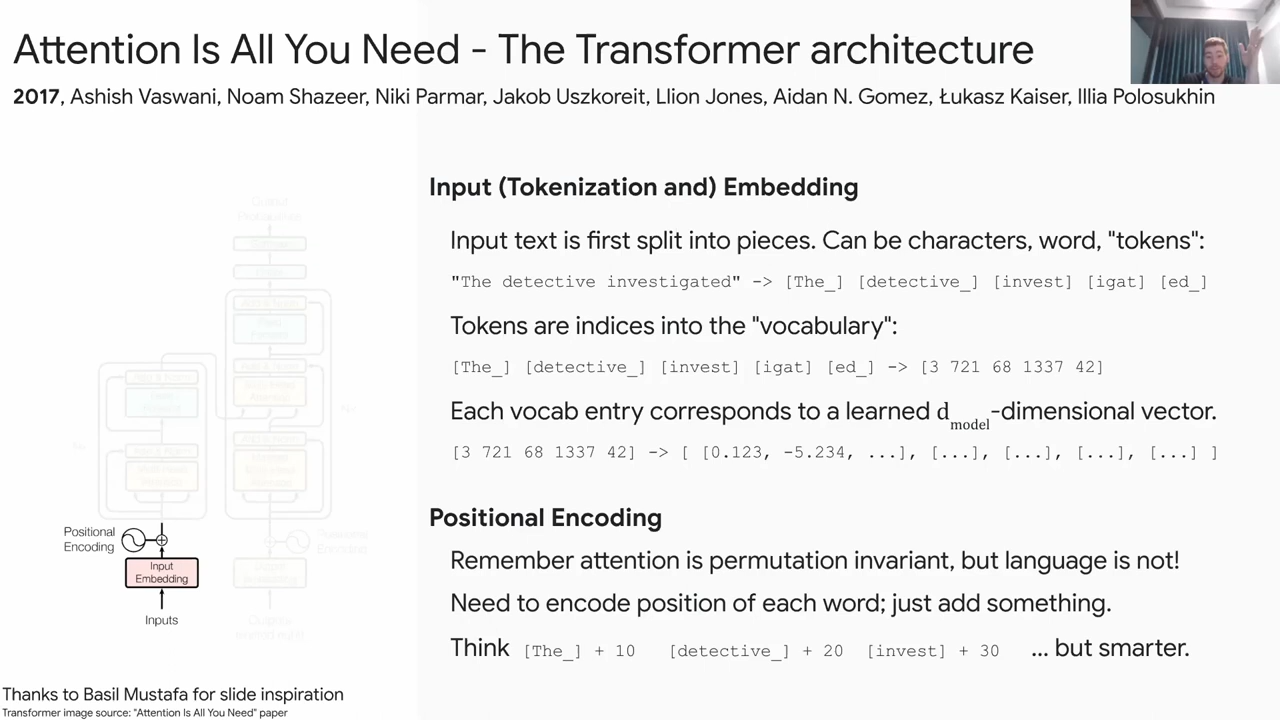 Attention Is All You Need - The Transformer architecture
2017, Ashish Vaswani, Noam Shazeer, Niki Parmar, Jakob Uszkoreit, Llion Jones, Aidan N. Gomez, Łukasz Kaiser, Illia Polosukhin
Input (Tokenization and) Embedding
Input text is first split into pieces. Can be characters, word, "tokens":
"The detective investigated" -> [The_] [detective_] [invest] [igat] [ed_]
Tokens are indices into the "vocabulary":
[The_] [detective_] [invest] [igat] [ed_] -> [3 721 68 1337 42]
Each vocab entry corresponds to a learned dmodel-dimensional vector.
[3 721 68 1337 42] -> [ [0.123, -5.234, ...], [...], [...], [...], [...] ]
Positional Encoding
Remember attention is permutation invariant, but language is not!
Need to encode position of each word; just add something.
Think [The_] + 10 [detective_] + 20 [invest] + 30 ... but smarter.
Positional
Encoding
Input
Embedding
Inputs
Thanks to Basil Mustafa for slide inspiration
Transformer image source: "Attention Is All You Need" paper